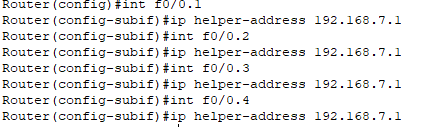 Router(config)#int f0/0.1
Router(config-subif)#ip helper-address 192.168.7.1
Router(config-subif)#int f0/0.2
Router(config-subif)#ip helper-address 192.168.7.1
Router(config-subif)#int f0/0.3
Router(config-subif)#ip helper-address 192.168.7.1
Router(config-subif)#int f0/0.4
Router(config-subif)#ip helper-address 192.168.7.1